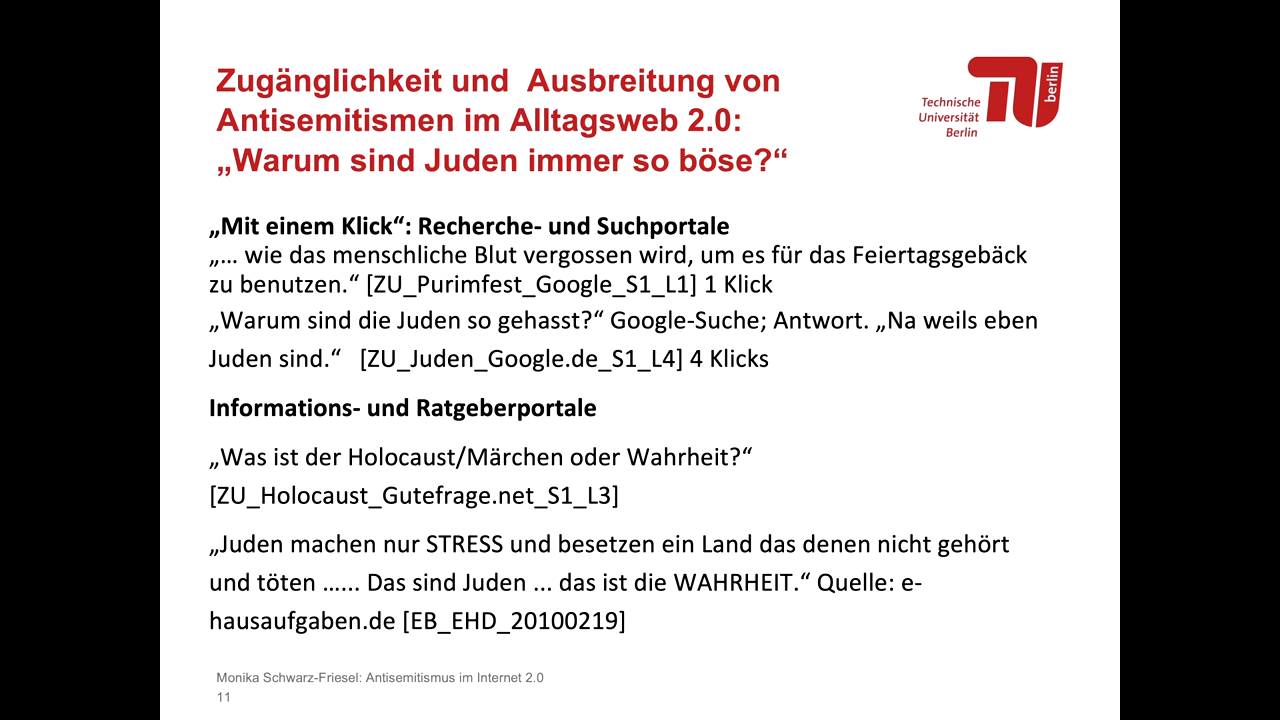 Zugänglichkeit und Ausbreitung von
Antisemitismen im Alltagsweb 2.0:
„Warum sind Juden immer so böse?“
Technische
Universität
Berlin
berlin
„Mit einem Klick“: Recherche- und Suchportale
„… wie das menschliche Blut vergossen wird, um es für das Feiertagsgebäck
zu benutzen.“ [ZU_Purimfest_Google_S1_L1] 1 Klick
„Warum sind die Juden so gehasst?“ Google-Suche; Antwort. „Na weils eben
Juden sind.“ [ZU_Juden_Google.de_S1_L4] 4 Klicks
Informations- und Ratgeberportale
„Was ist der Holocaust/Märchen oder Wahrheit?“
[ZU_Holocaust_Gutefrage.net_S1_L3]
„Juden machen nur STRESS und besetzen ein Land das denen nicht gehört
und töten …... Das sind Juden ... das ist die WAHRHEIT.“ Quelle: e-
hausaufgaben.de [EB_EHD_20100219]
Monika Schwarz-Friesel: Antisemitismus im Internet 2.0
11